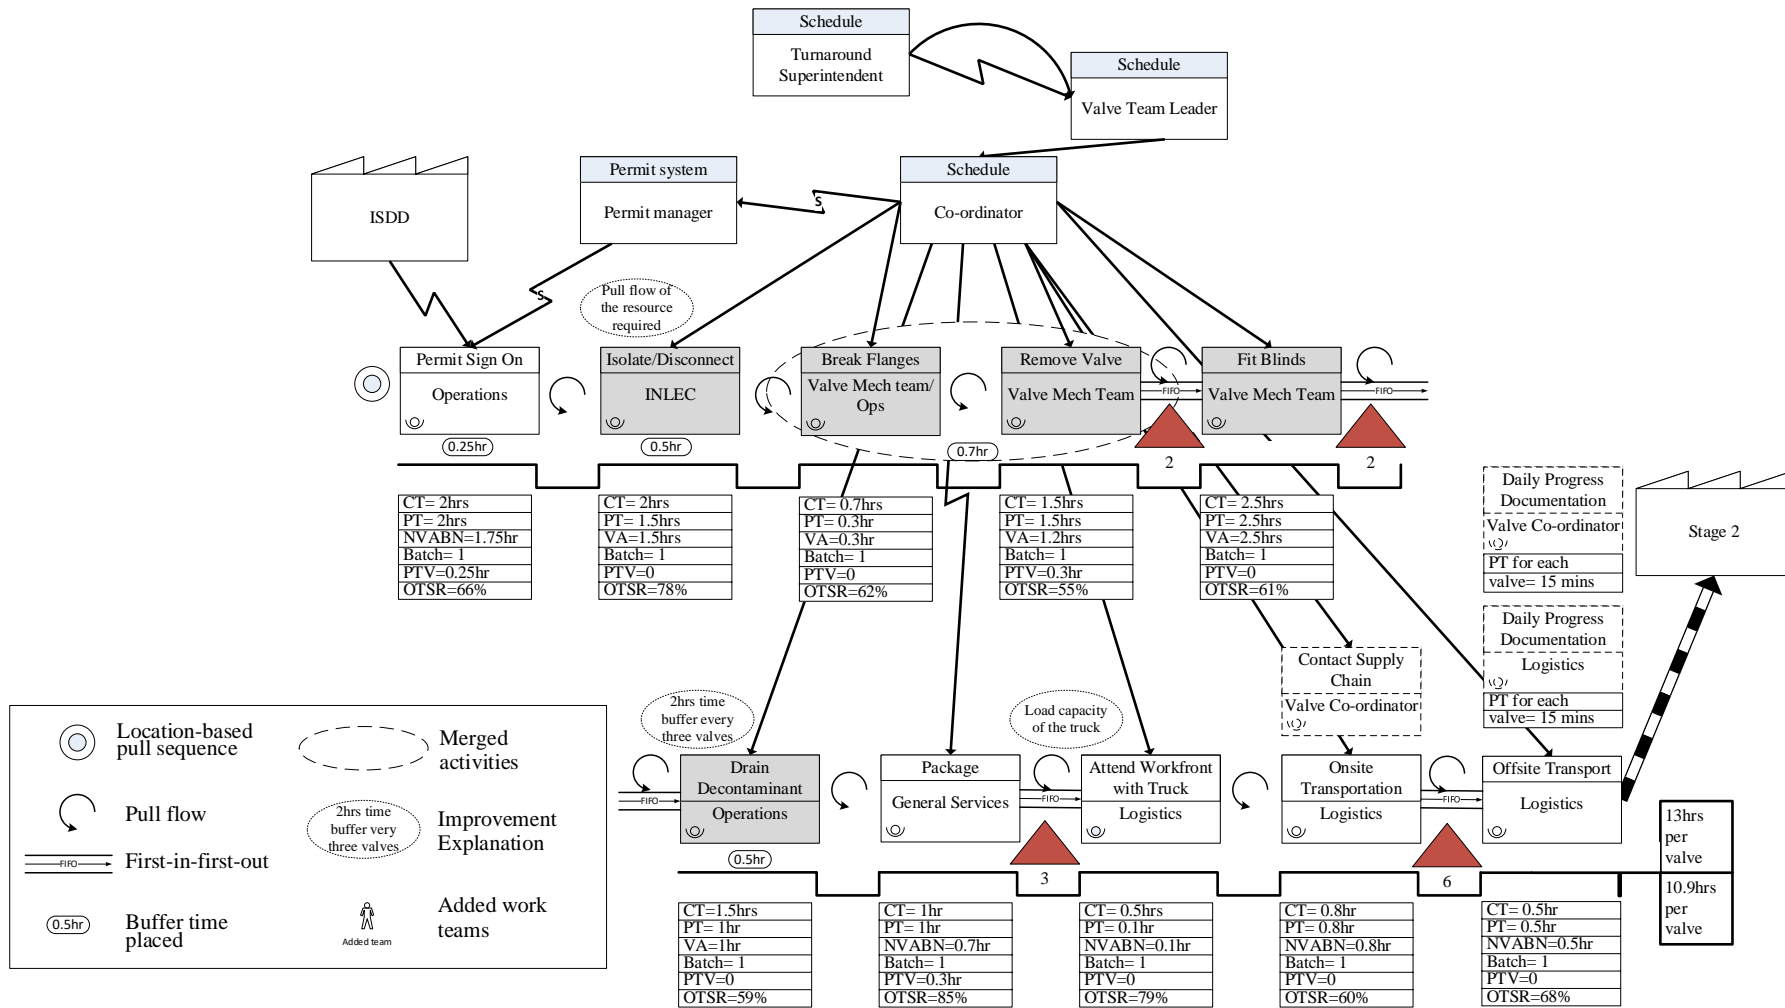 Schedule
Turnaround
Superintendent
Schedule
Valve Team Leader
ISDD
Permit system
Permit manager
Schedule
Co-ordinator
S
S
Pull flow of
the resource
required
Permit Sign On
Operations
0.25hr
Isolate/Disconnect
INLEC
0.5hr
Break Flanges
Valve Mech team/
Ops
0.7hr
Remove Valve
Valve Mech Team
FIFO
2
Fit Blinds
Valve Mech Team
FIFO
2
CT= 2hrs
PT= 2hrs
NVABN=1.75hr
Batch= 1
PTV=0.25hr
OTSR=66%
CT= 2hrs
PT= 1.5hrs
VA=1.5hrs
Batch= 1
PTV=0
OTSR=78%
CT= 0.7hrs
PT= 0.3hr
VA=0.3hr
Batch= 1
PTV=0
OTSR=62%
CT= 1.5hrs
PT= 1.5hrs
VA=1.2hrs
Batch= 1
PTV=0.3hr
OTSR=55%
CT= 2.5hrs
PT= 2.5hrs
VA=2.5hrs
Batch= 1
PTV=0
OTSR=61%
Daily Progress
Documentation
Valve Co-ordinator
PT for each
valve= 15 mins
Stage 2
Daily Progress
Documentation
Logistics
PT for each
valve= 15 mins
Contact Supply
Chain
Valve Co-ordinator
2hrs time
buffer every
three valves
Load capacity
of the truck
FIFO
Drain
Decontaminant
Operations
0.5hr
Package
General Services
FIFO
3
Attend Workfront
with Truck
Logistics
Onsite
Transportation
Logistics
FIFO
6
Offsite Transport
Logistics
13hrs
per
valve
10.9hrs
per
valve
CT=1.5hrs
PT= 1hr
VA=1hr
Batch= 1
PTV=0
OTSR=59%
CT= 1hr
PT= 1hr
NVABN=0.7hr
Batch= 1
PTV=0.3hr
OTSR=85%
CT= 0.5hrs
PT= 0.1hr
NVABN=0.1hr
Batch= 1
PTV=0
OTSR=79%
CT= 0.8hr
PT= 0.8hr
NVABN=0.8hr
Batch= 1
PTV=0
OTSR=60%
CT= 0.5hr
PT= 0.5hr
NVABN=0.5hr
Batch= 1
PTV=0
OTSR=68%
Location-based
pull sequence
Merged
activities
Pull flow
2hrs time
buffer very
three valves
Improvement
Explanation
FIFO
First-in-first-out
0.5hr
Buffer time
placed
Added team
Added work
teams